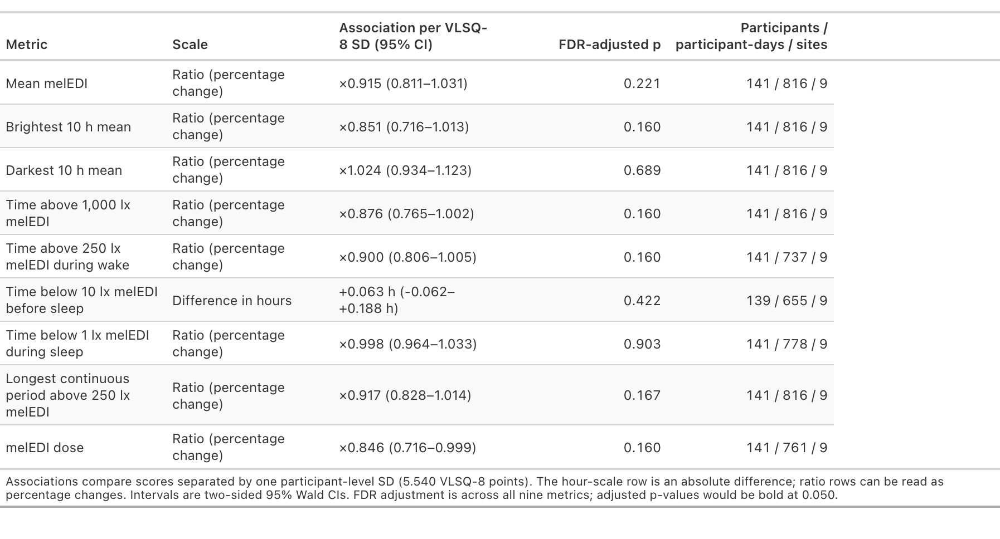 Metric Scale Association per VLSQ-
8 SD (95% CI) FDR-adjusted p Participants /
participant-days / sites
Mean melEDI Ratio (percentage
change) ×0.915 (0.811–1.031) 0.221 141 / 816 / 9
Brightest 10 h mean Ratio (percentage
change) ×0.851 (0.716–1.013) 0.160 141 / 816 / 9
Darkest 10 h mean Ratio (percentage
change) ×1.024 (0.934–1.123) 0.689 141 / 816 / 9
Time above 1,000 lx
melEDI Ratio (percentage
change) ×0.876 (0.765–1.002) 0.160 141 / 816 / 9
Time above 250 lx
melEDI during wake Ratio (percentage
change) ×0.900 (0.806–1.005) 0.160 141 / 737 / 9
Time below 10 lx melEDI
before sleep Difference in hours +0.063 h (-0.062–
+0.188 h) 0.422 139 / 655 / 9
Time below 1 lx melEDI
during sleep Ratio (percentage
change) ×0.998 (0.964–1.033) 0.903 141 / 778 / 9
Longest continuous
period above 250 lx
melEDI Ratio (percentage
change) ×0.917 (0.828–1.014) 0.167 141 / 816 / 9
melEDI dose Ratio (percentage
change) ×0.846 (0.716–0.999) 0.160 141 / 761 / 9
Associations compare scores separated by one participant-level SD (5.540 VLSQ-8 points). The hour-scale row is an absolute difference; ratio rows can be read as
percentage changes. Intervals are two-sided 95% Wald CIs. FDR adjustment is across all nine metrics; adjusted p-values would be bold at 0.050.